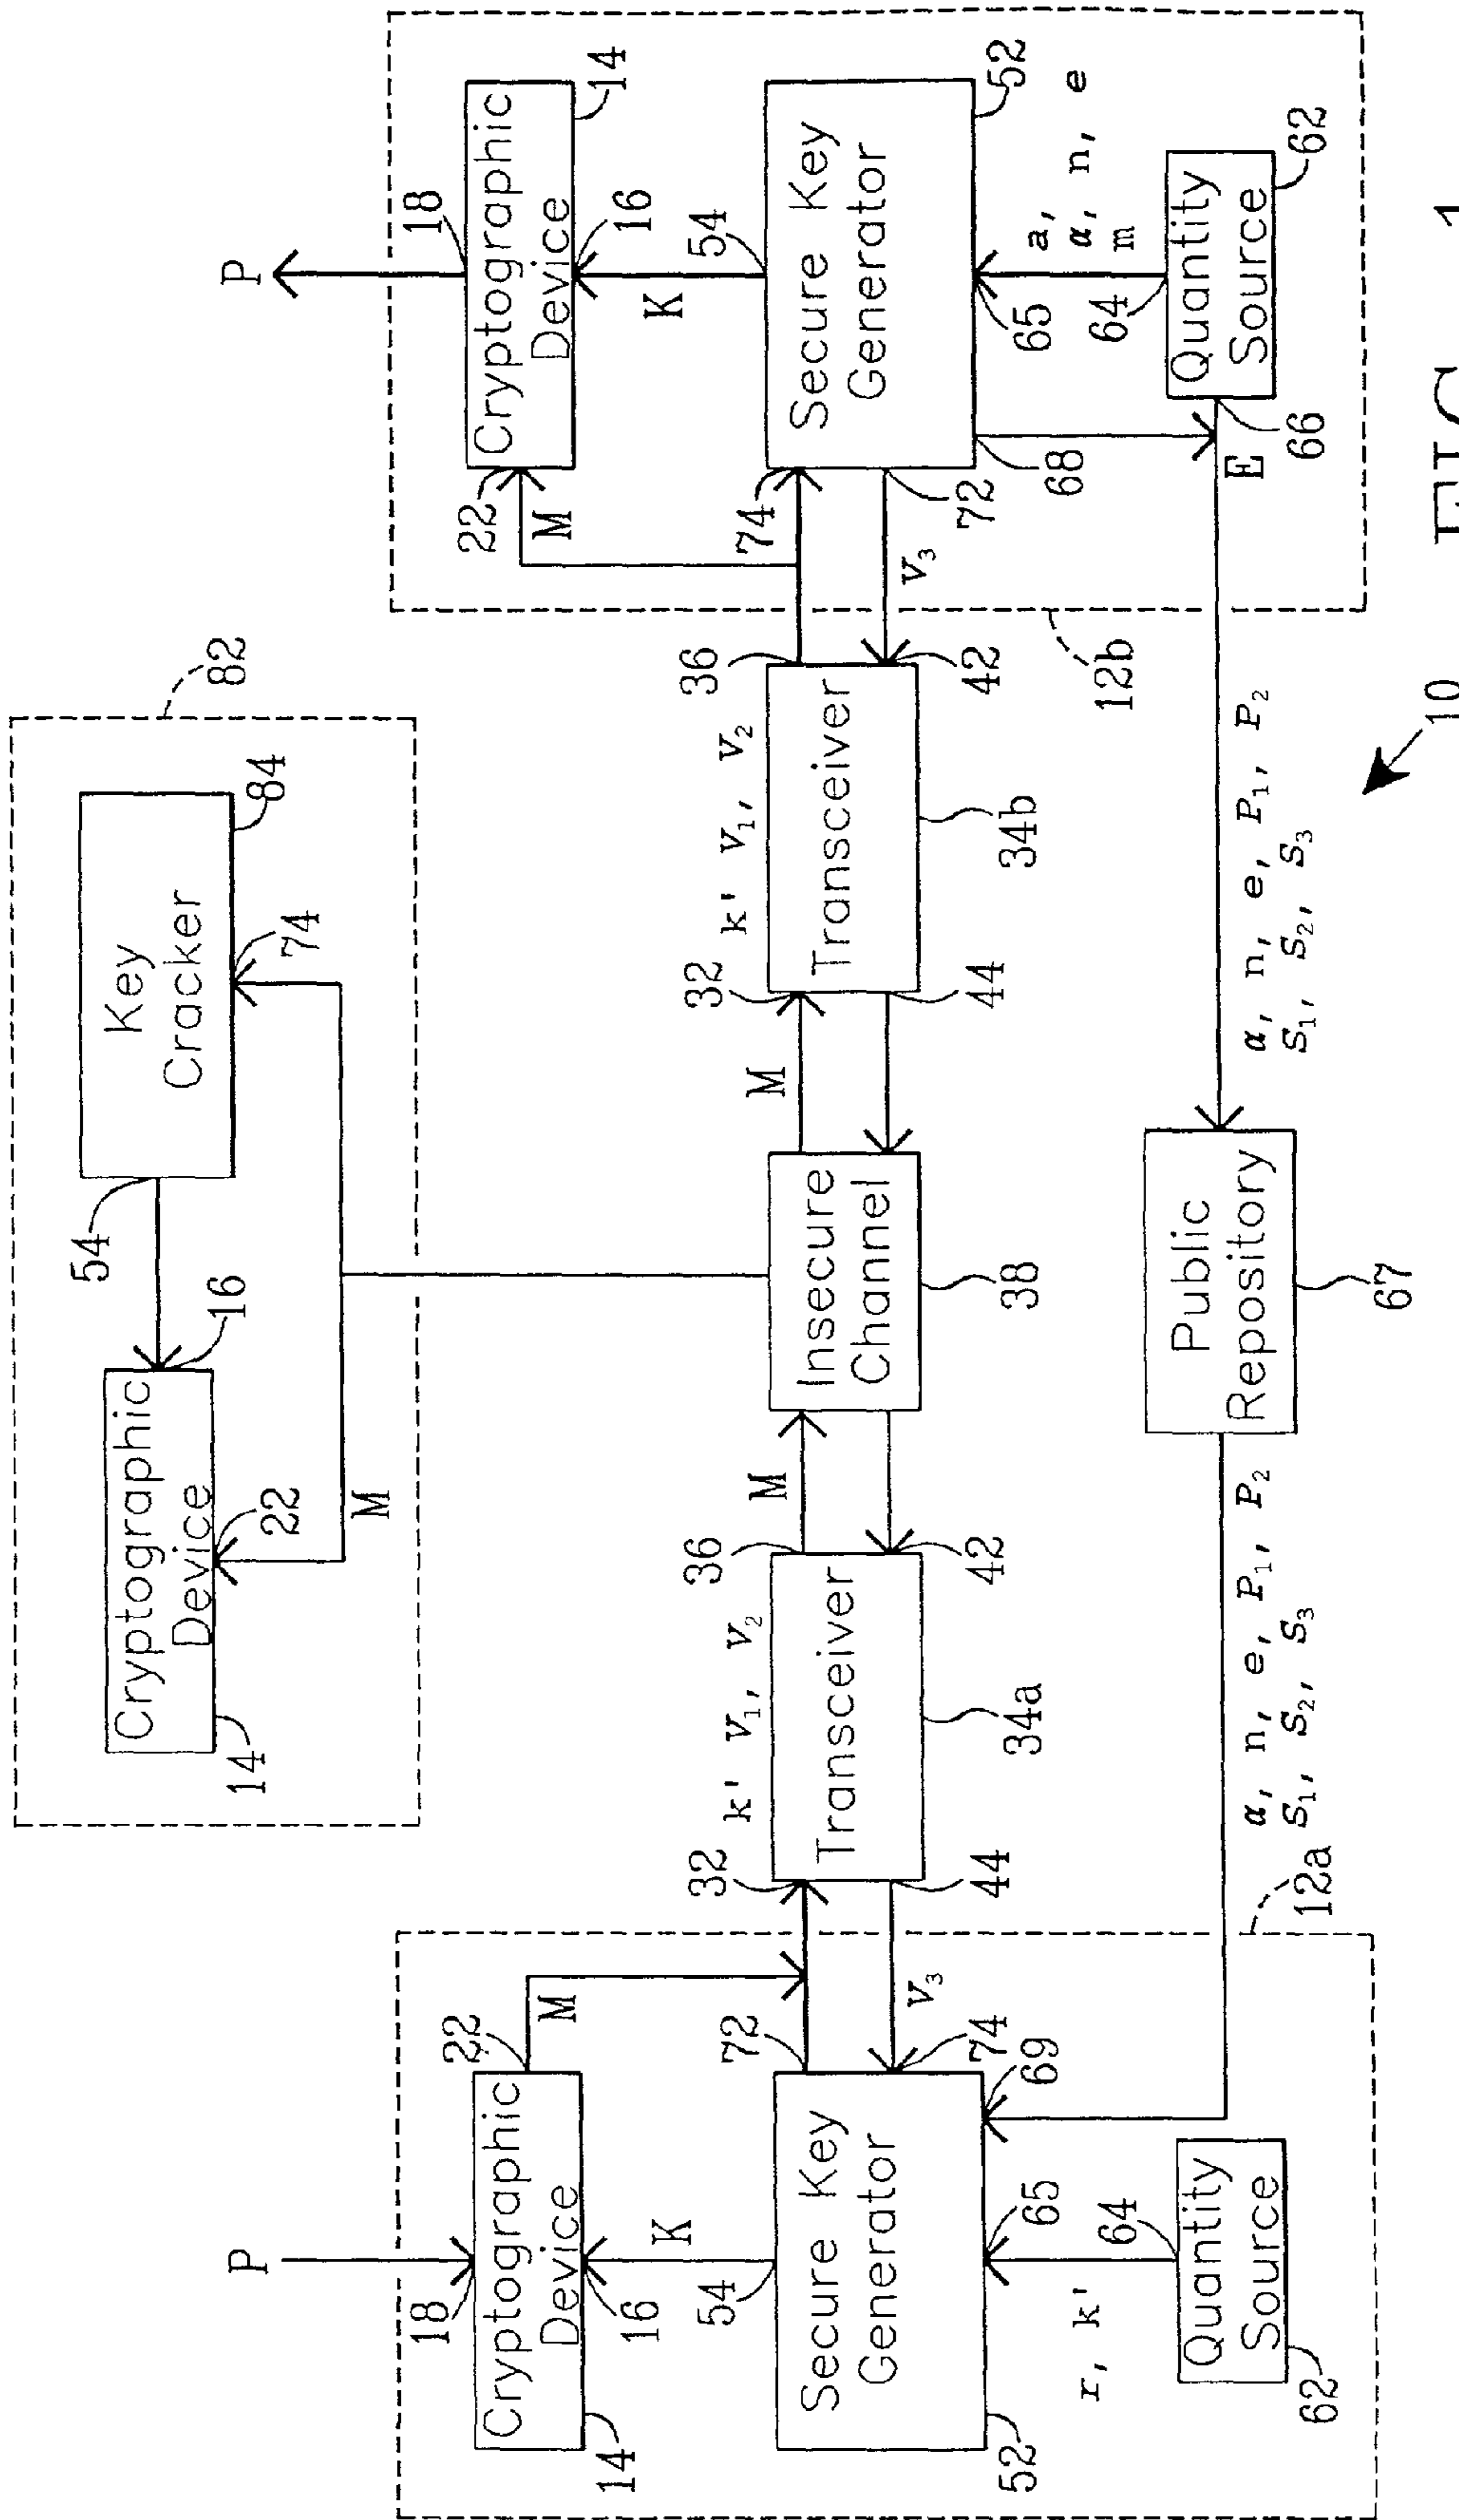 82
14
Cryptographic
Device
22
M
16
54
Key
Cracker
84
74
P
18
14
Cryptographic
Device
22
M
16
K
54
52
Secure Key
Generator
72
74
V₃
69
65
64
r, k'
62
Quantity
Source
12a
32
k' V₁, V₂
36
Transceiver
44
34a
42
M
Insecure
Channel
38
M
32
k' V₁, V₂
36
Transceiver
44
34b
42
α, n, e, P₁, P₂
S₁, S₂, S₃
Public
Repository
67
α, n, e, P₁, P₂
S₁, S₂, S₃
12b
P
18
22
M
Cryptographic
Device
14
16
K
54
74
Secure Key
Generator
52
V₃
72
68
65
64
a,
α, n, e
m
E
66
Quantity
Source
62
10